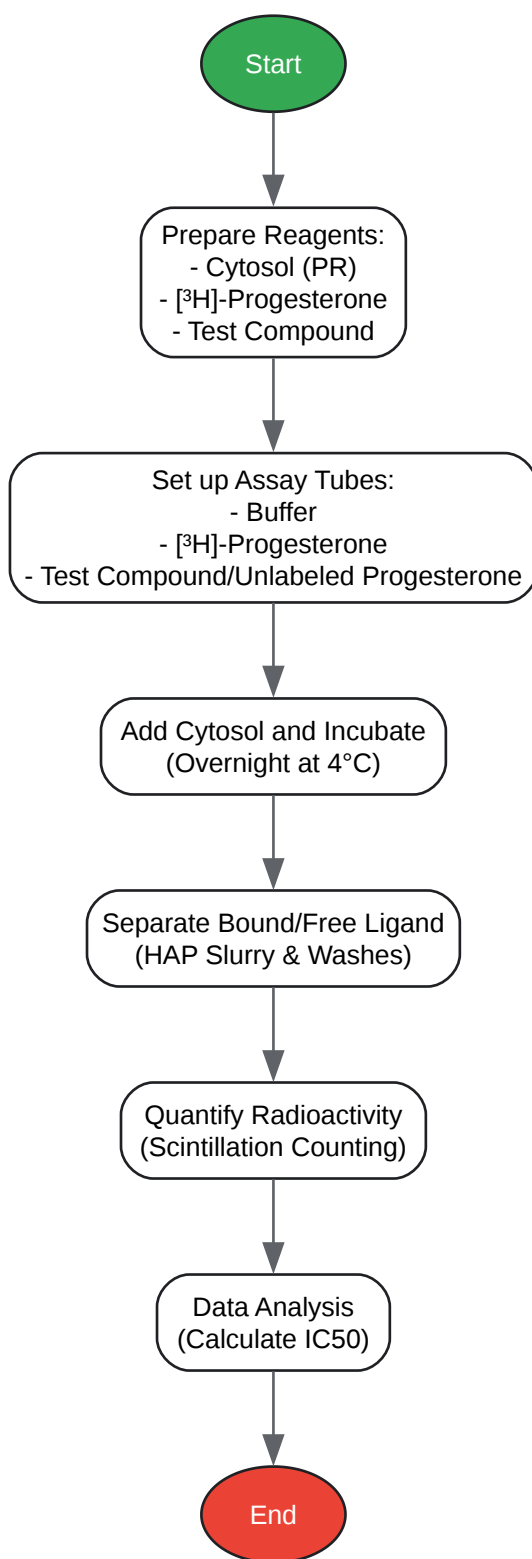 Start
Prepare Reagents:
- Cytosol (PR)
- [³H]-Progesterone
- Test Compound
Set up Assay Tubes:
- Buffer
- [³H]-Progesterone
- Test Compound/Unlabeled Progesterone
Add Cytosol and Incubate
(Overnight at 4°C)
Separate Bound/Free Ligand
(HAP Slurry & Washes)
Quantify Radioactivity
(Scintillation Counting)
Data Analysis
(Calculate IC50)
End